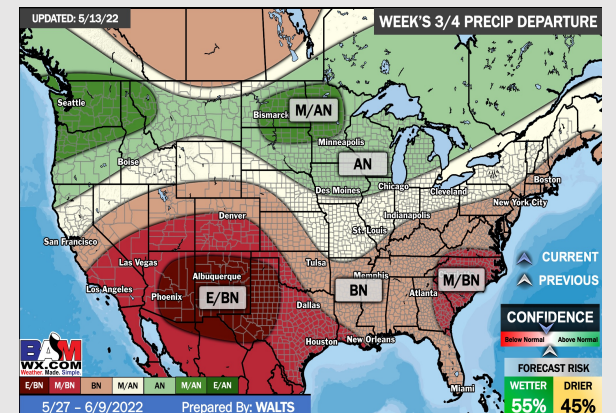 UPDATED: 5/13/22
WEEK'S 3/4 PRECIP DEPARTURE
Seattle
Bismarck
M/AN
Minneapolis
Boise
AN
Des Moines
Chicago
Cleveland
Boston
New York City
Denver
Indianapolis
St. Louis
San Francisco
Las Vegas
Tulsa
Memphis
CURRENT
PREVIOUS
Albuquerque
Los Angeles
Phoenix
E/BN
BN
M/BN
Atlanta
Dallas
Houston
New Orleans
CONFIDENCE
Below Normal
Above Normal
BAM
WX.COM
Weather. Made. Simple.
Miami
FORECAST RISK
E/BN M/BN BN M/AN AN M/AN E/AN
WETTER DRIER
55% 45%
5/27 - 6/9/2022 Prepared By: WALTS